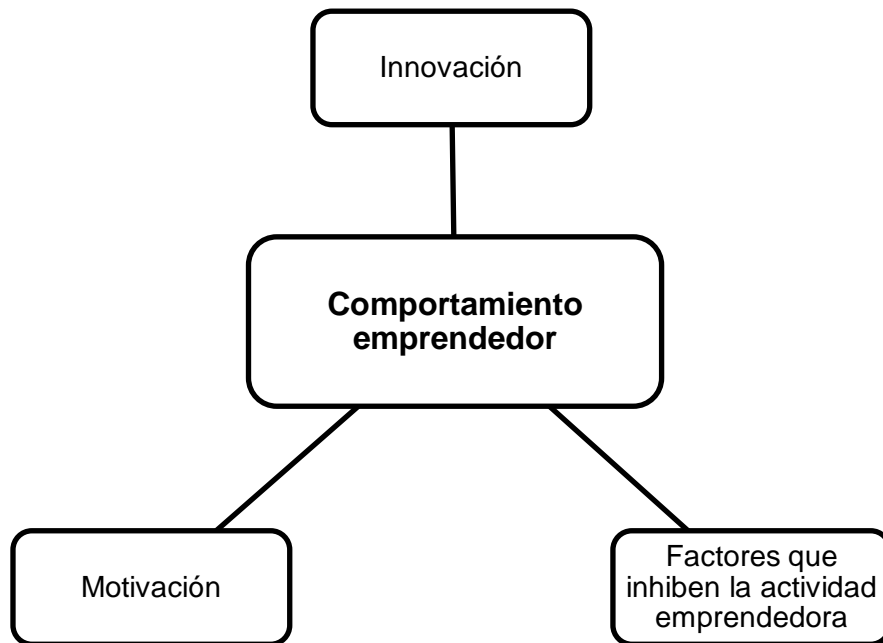 Innovación
Comportamiento
emprendedor
Motivación
Factores que
inhiben la actividad
emprendedora